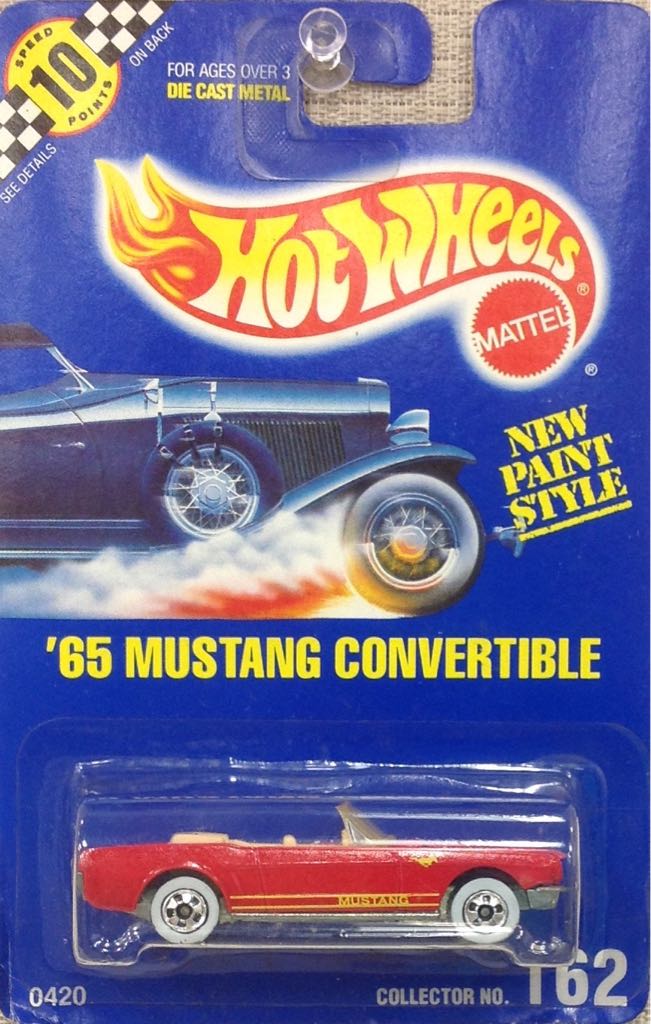 SPEED
10
POINTS
ON BACK
SEE DETAILS
FOR AGES OVER 3
DIE CAST METAL
HOT WHEELS®
MATTEL
®
NEW
PAINT
STYLE
'65 MUSTANG CONVERTIBLE
MUSTANG
0420
COLLECTOR NO. 162